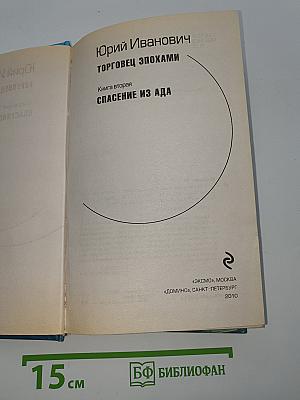 Юрий Иванович
ТОРГОВЕЦ ЭПОХАМИ
Книга вторая
СПАСЕНИЕ ИЗ АДА
«ЭКСМО», МОСКВА
«ДОМИНО», САНКТ-ПЕТЕРБУРГ
2010
15 см
БФ БИБЛИОФАН